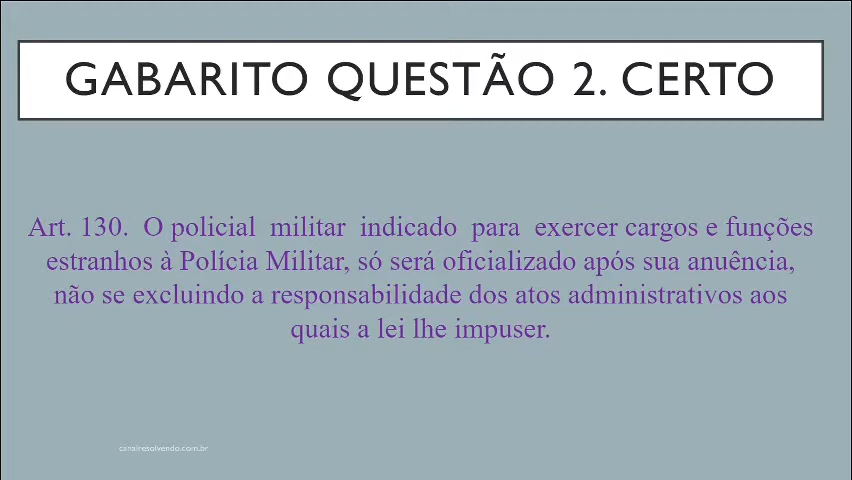 GABARITO QUESTÃO 2. CERTO
Art. 130. O policial militar indicado para exercer cargos e funções
estranhos à Polícia Militar, só será oficializado após sua anuência,
não se excluindo a responsabilidade dos atos administrativos aos
quais a lei lhe impuser.
canalresolvendo.com.br